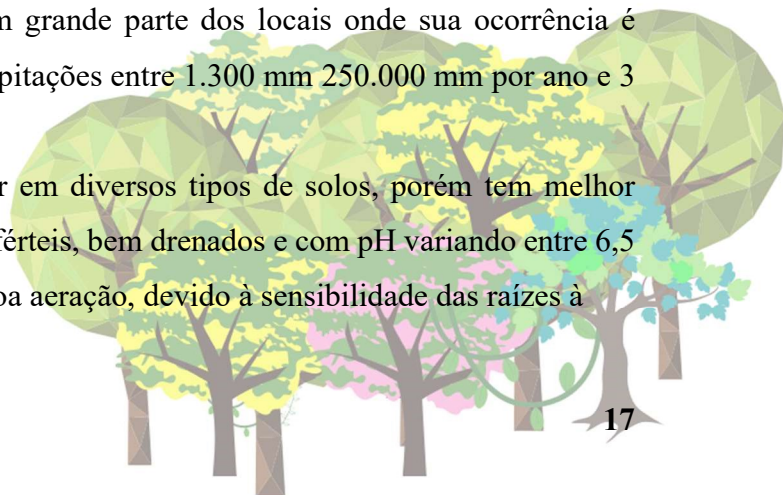 m grande parte dos locais onde sua ocorrência é
pitações entre 1.300 mm 250.000 mm por ano e 3
r em diversos tipos de solos, porém tem melhor
férteis, bem drenados e com pH variando entre 6,5
oa aeração, devido à sensibilidade das raízes à
17